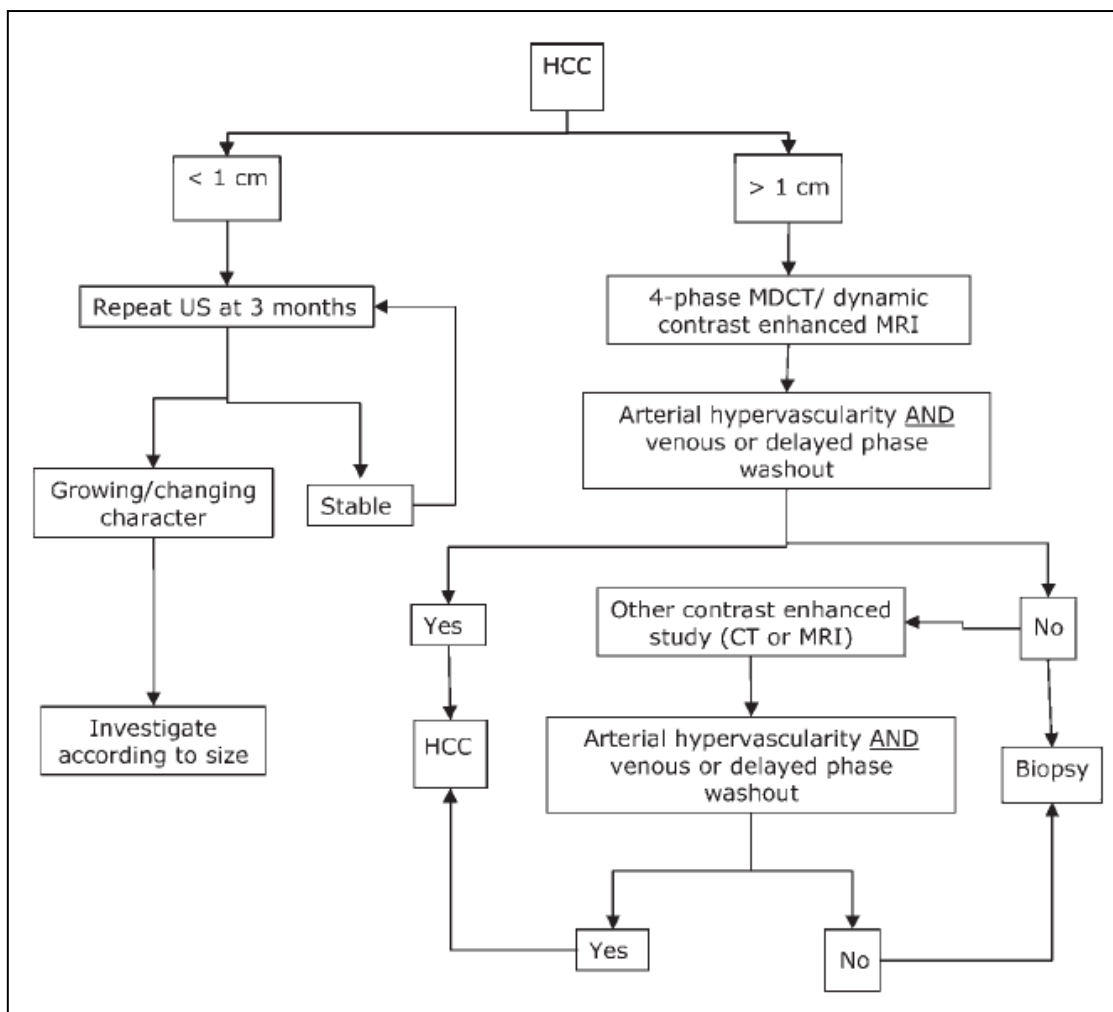 HCC
< 1 cm
> 1 cm
Repeat US at 3 months
4-phase MDCT/ dynamic
contrast enhanced MRI
Arterial hypervascularity AND
venous or delayed phase
washout
Growing/changing
character
Stable
Yes
Other contrast enhanced
study (CT or MRI)
No
Investigate
according to size
HCC
Arterial hypervascularity AND
venous or delayed phase
washout
Biopsy
Yes
No